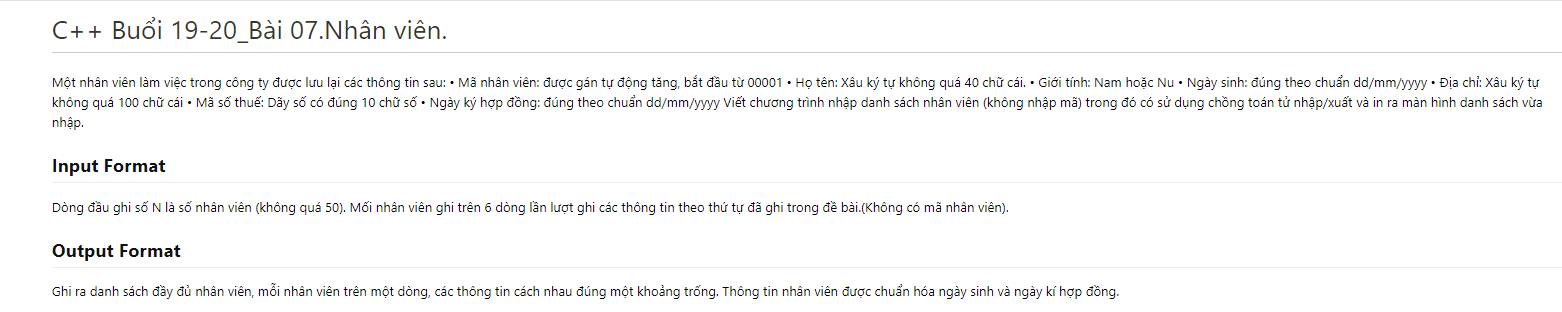 C++ Buổi 19-20_Bài 07.Nhân viên.
Một nhân viên làm việc trong công ty được lưu lại các thông tin sau: • Mã nhân viên: được gán tự động tăng, bắt đầu từ 00001 • Họ tên: Xâu ký tự không quá 40 chữ cái. • Giới tính: Nam hoặc Nu • Ngày sinh: đúng theo chuẩn dd/mm/yyyy • Địa chỉ: Xâu ký tự
không quá 100 chữ cái • Mã số thuế: Dãy số có đúng 10 chữ số • Ngày ký hợp đồng: đúng theo chuẩn dd/mm/yyyy Viết chương trình nhập danh sách nhân viên (không nhập mã) trong đó có sử dụng chồng toán tử nhập/xuất và in ra màn hình danh sách vừa
nhập.
Input Format
Dòng đầu ghi số N là số nhân viên (không quá 50). Mối nhân viên ghi trên 6 dòng lần lượt ghi các thông tin theo thứ tự đã ghi trong đề bài.(Không có mã nhân viên).
Output Format
Ghi ra danh sách đầy đủ nhân viên, mỗi nhân viên trên một dòng, các thông tin cách nhau đúng một khoảng trống. Thông tin nhân viên được chuẩn hóa ngày sinh và ngày kí hợp đồng.